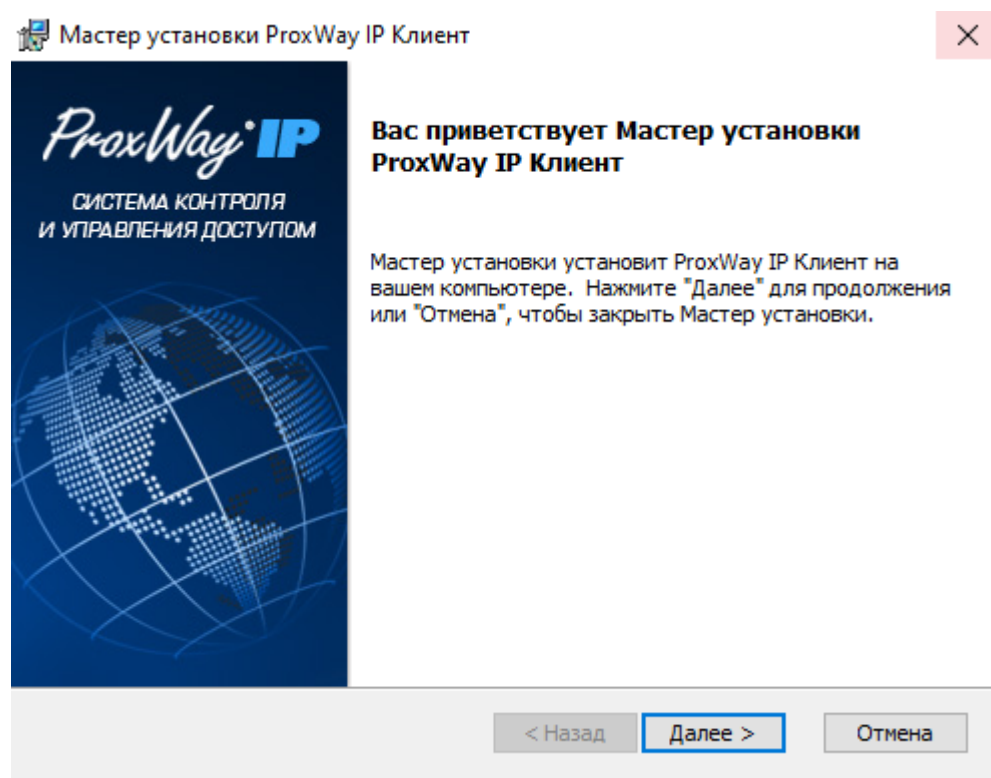 Мастер установки ProxWay IP Клиент
ProxWay IP
СИСТЕМА КОНТРОЛЯ
И УПРАВЛЕНИЯ ДОСТУПОМ
Вас приветствует Мастер установки
ProxWay IP Клиент
Мастер установки установит ProxWay IP Клиент на
вашем компьютере. Нажмите "Далее" для продолжения
или "Отмена", чтобы закрыть Мастер установки.
< Назад
Далее >
Отмена